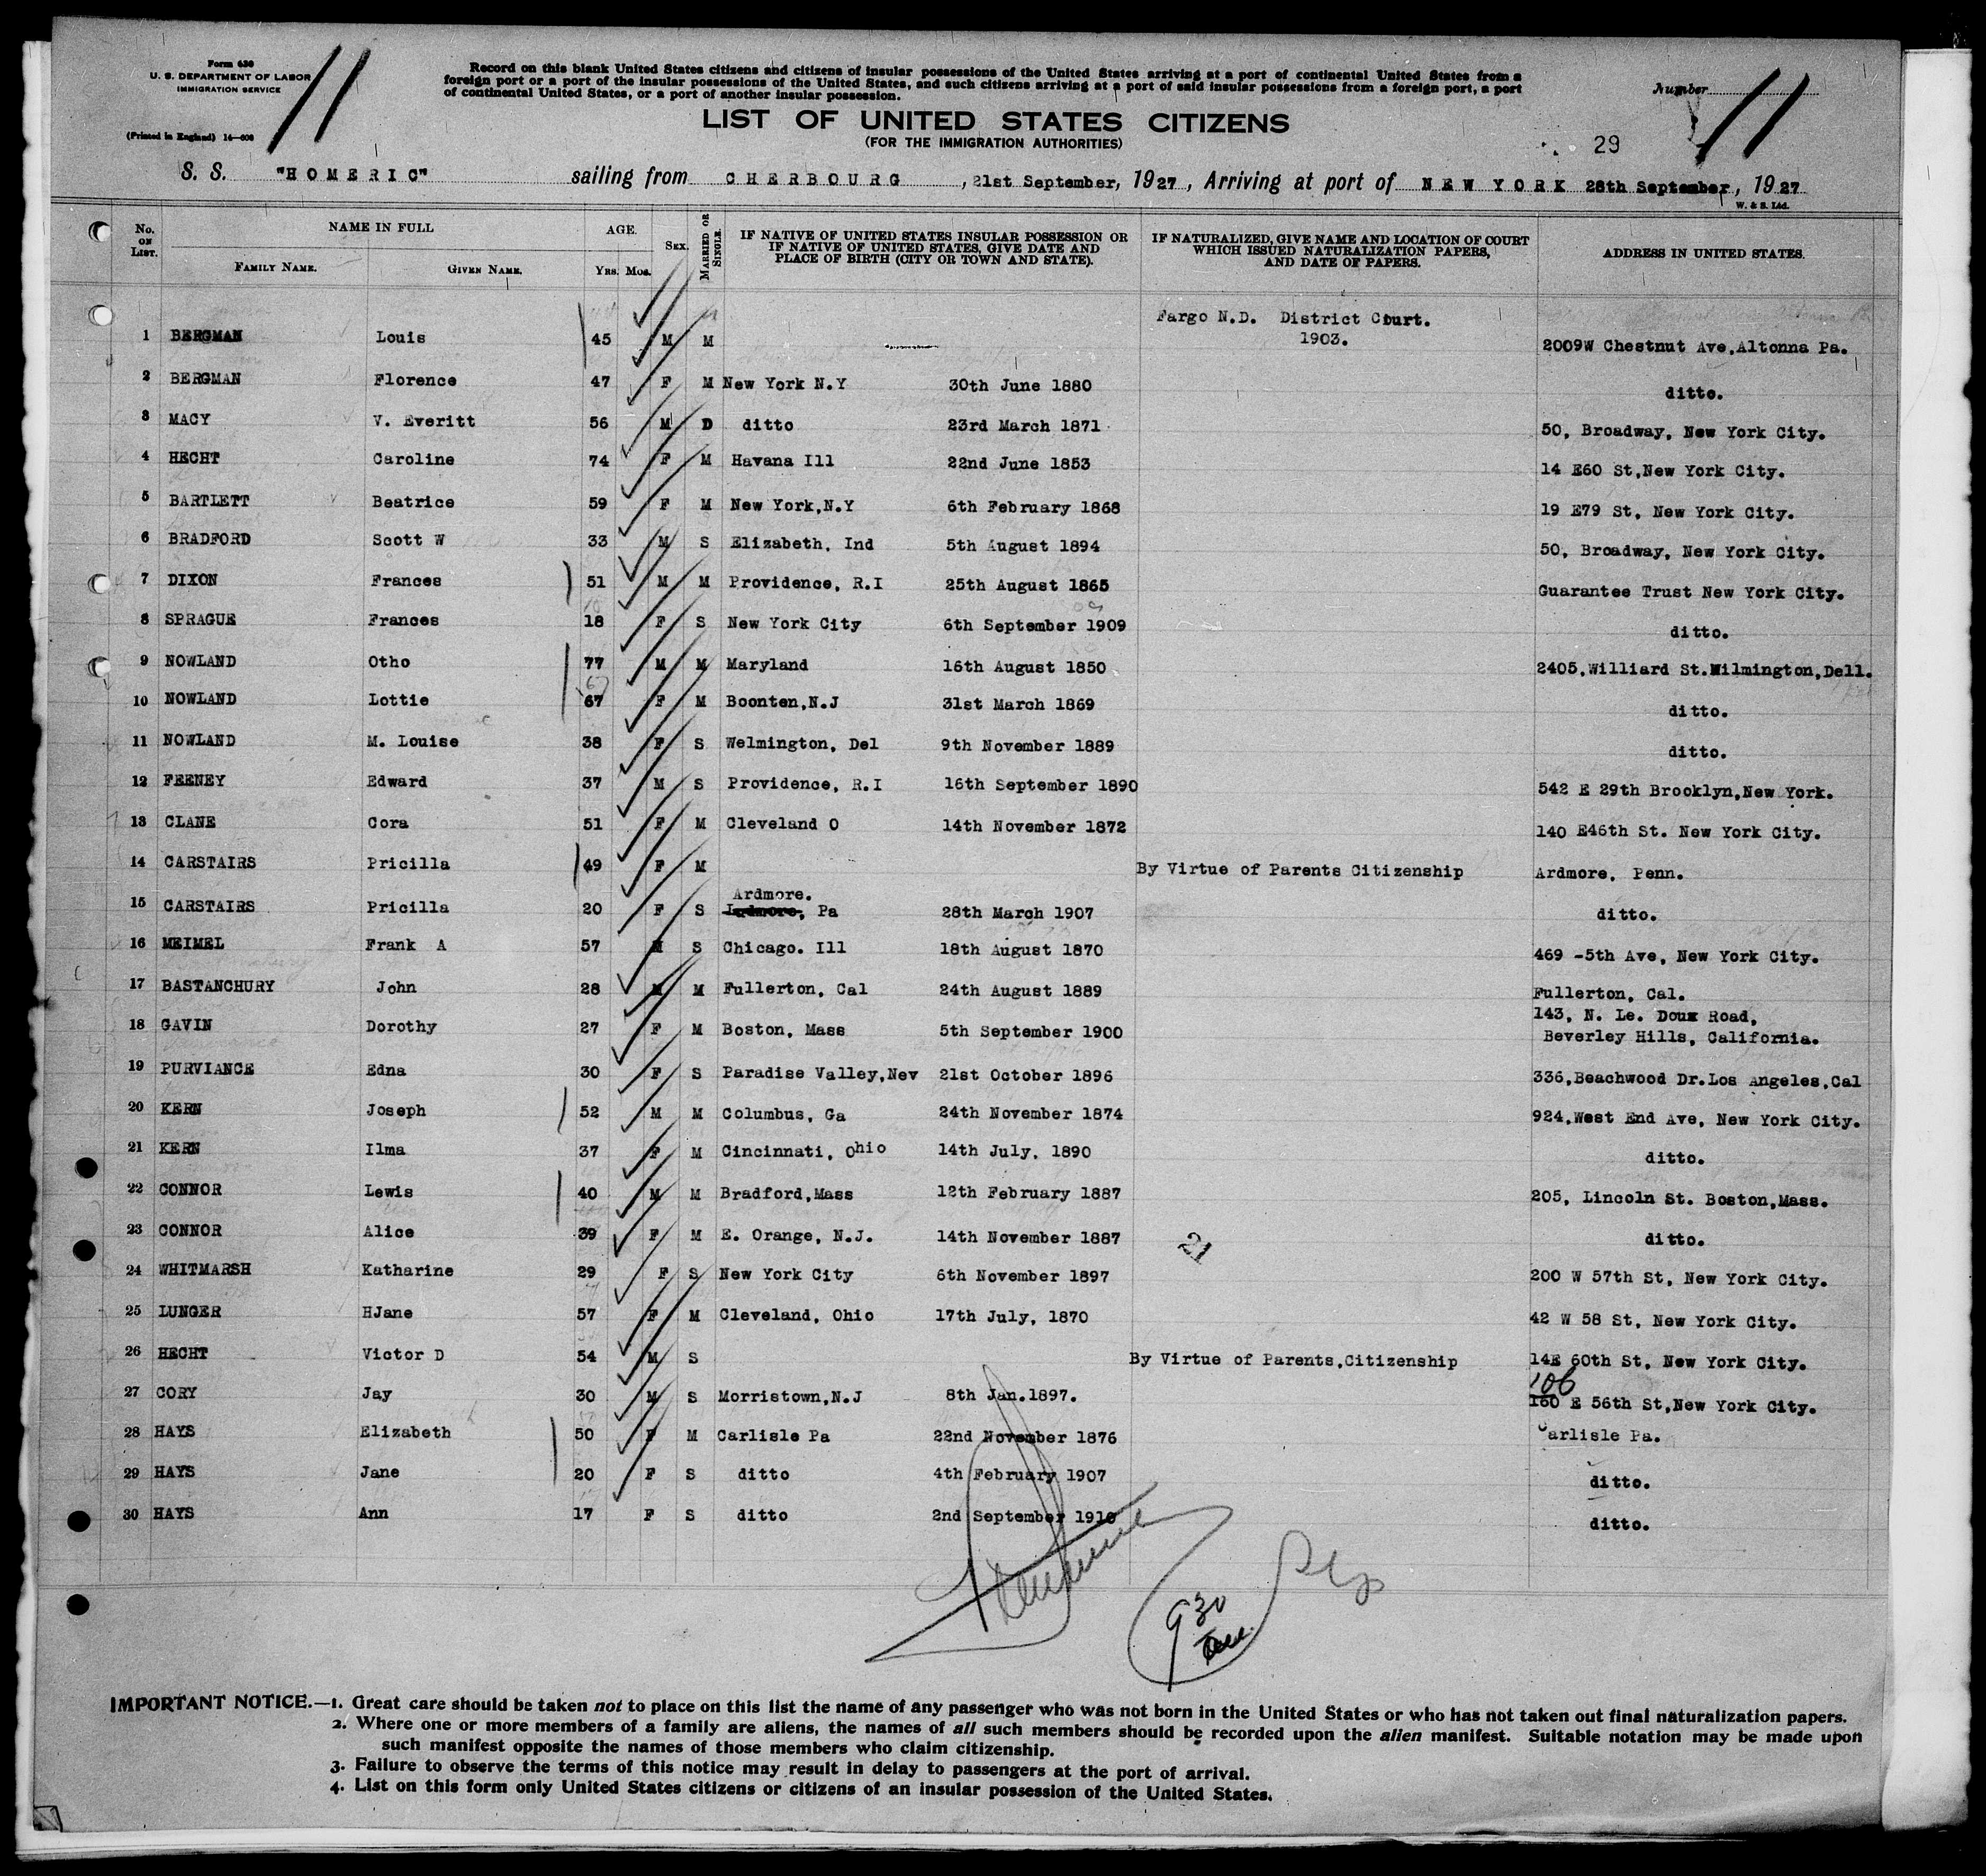 Form 630
U. S. DEPARTMENT OF LABOR
IMMIGRATION SERVICE
(Printed in England) 14—608
11
Record on this blank United States citizens and citizens of insular possessions of the United States arriving at a port of continental United States from a
foreign port or a port of the insular possessions of the United States, and such citizens arriving at a port of said insular possessions from a foreign port, a port
of continental United States, or a port of another insular possession.
Number 11
LIST OF UNITED STATES CITIZENS
(FOR THE IMMIGRATION AUTHORITIES)
29
S. S. "HOMERIC" sailing from CHERBOURG, 21st September, 1927, Arriving at port of NEW YORK 28th September, 1927
W. & S. Ltd.
No. ON LIST. NAME IN FULL FAMILY NAME. GIVEN NAME. AGE. YRS. MOS. SEX. MARRIED OR SINGLE. IF NATIVE OF UNITED STATES INSULAR POSSESSION OR IF NATIVE OF UNITED STATES, GIVE DATE AND PLACE OF BIRTH (CITY OR TOWN AND STATE). IF NATURALIZED, GIVE NAME AND LOCATION OF COURT WHICH ISSUED NATURALIZATION PAPERS, AND DATE OF PAPERS. ADDRESS IN UNITED STATES.
1 BERGMAN Louis 45 M M Fargo N.D. District Court. 1903. 2009W Chestnut Ave,Altonna Pa.
2 BERGMAN Florence 47 F M New York N.Y 30th June 1880 ditto.
3 MACY V. Everitt 56 M D ditto 23rd March 1871 50, Broadway, New York City.
4 HECHT Caroline 74 F M Havana Ill 22nd June 1853 14 E60 St,New York City.
5 BARTLETT Beatrice 59 F M New York,N.Y 6th February 1868 19 E79 St, New York City.
6 BRADFORD Scott W 33 M S Elizabeth, Ind 5th August 1894 50, Broadway, New York City.
7 DIXON Frances 51 M M Providence, R.I 25th August 1865 Guarantee Trust New York City.
8 SPRAGUE Frances 18 F S New York City 6th September 1909 ditto.
9 NOWLAND Otho 77 M M Maryland 16th August 1850 2405,Williard St.Wilmington,Dell.
10 NOWLAND Lottie 67 F M Boonten,N.J 31st March 1869 ditto.
11 NOWLAND M. Louise 38 F S Welmington, Del 9th November 1889 ditto.
12 FEENEY Edward 37 M S Providence, R.I 16th September 1890 542 E 29th Brooklyn,New York.
13 CLANE Cora 51 F M Cleveland O 14th November 1872 140 E46th St. New York City.
14 CARSTAIRS Pricilla 49 F M By Virtue of Parents Citizenship Ardmore, Penn.
15 CARSTAIRS Pricilla 20 F S Ardmore. Pa 28th March 1907 ditto.
16 MEIMEL Frank A 57 M S Chicago. Ill 18th August 1870 469 -5th Ave, New York City.
17 BASTANCHURY John 28 M M Fullerton, Cal 24th August 1889 Fullerton, Cal.
18 GAVIN Dorothy 27 F M Boston, Mass 5th September 1900 143, N. Le. Doux Road, Beverley Hills, California.
19 PURVIANCE Edna 30 F S Paradise Valley,Nev 21st October 1896 336,Beachwood Dr.Los Angeles,Cal
20 KERN Joseph 52 M M Columbus, Ga 24th November 1874 924,West End Ave, New York City.
21 KERN Ilma 37 F M Cincinnati, Ohio 14th July, 1890 ditto.
22 CONNOR Lewis 40 M M Bradford,Mass 12th February 1887 205, Lincoln St. Boston,Mass.
23 CONNOR Alice 39 F M E. Orange, N.J. 14th November 1887 ditto.
21
24 WHITMARSH Katharine 29 F S New York City 6th November 1897 200 W 57th St, New York City.
25 LUNGER HJane 57 F M Cleveland, Ohio 17th July, 1870 42 W 58 St, New York City.
26 HECHT Victor D 54 M S By Virtue of Parents,Citizenship 14E 60th St, New York City.
27 CORY Jay 30 M S Morristown,N.J 8th Jan.1897. 106 160 E 56th St,New York City.
28 HAYS Elizabeth 50 F M Carlisle Pa 22nd November 1876 Carlisle Pa.
29 HAYS Jane 20 F S ditto 4th February 1907 ditto.
30 HAYS Ann 17 F S ditto 2nd September 1910 ditto.
930
IMPORTANT NOTICE.—1. Great care should be taken not to place on this list the name of any passenger who was not born in the United States or who has not taken out final naturalization papers.
2. Where one or more members of a family are aliens, the names of all such members should be recorded upon the alien manifest. Suitable notation may be made upon
such manifest opposite the names of those members who claim citizenship.
3. Failure to observe the terms of this notice may result in delay to passengers at the port of arrival.
4. List on this form only United States citizens or citizens of an insular possession of the United States.